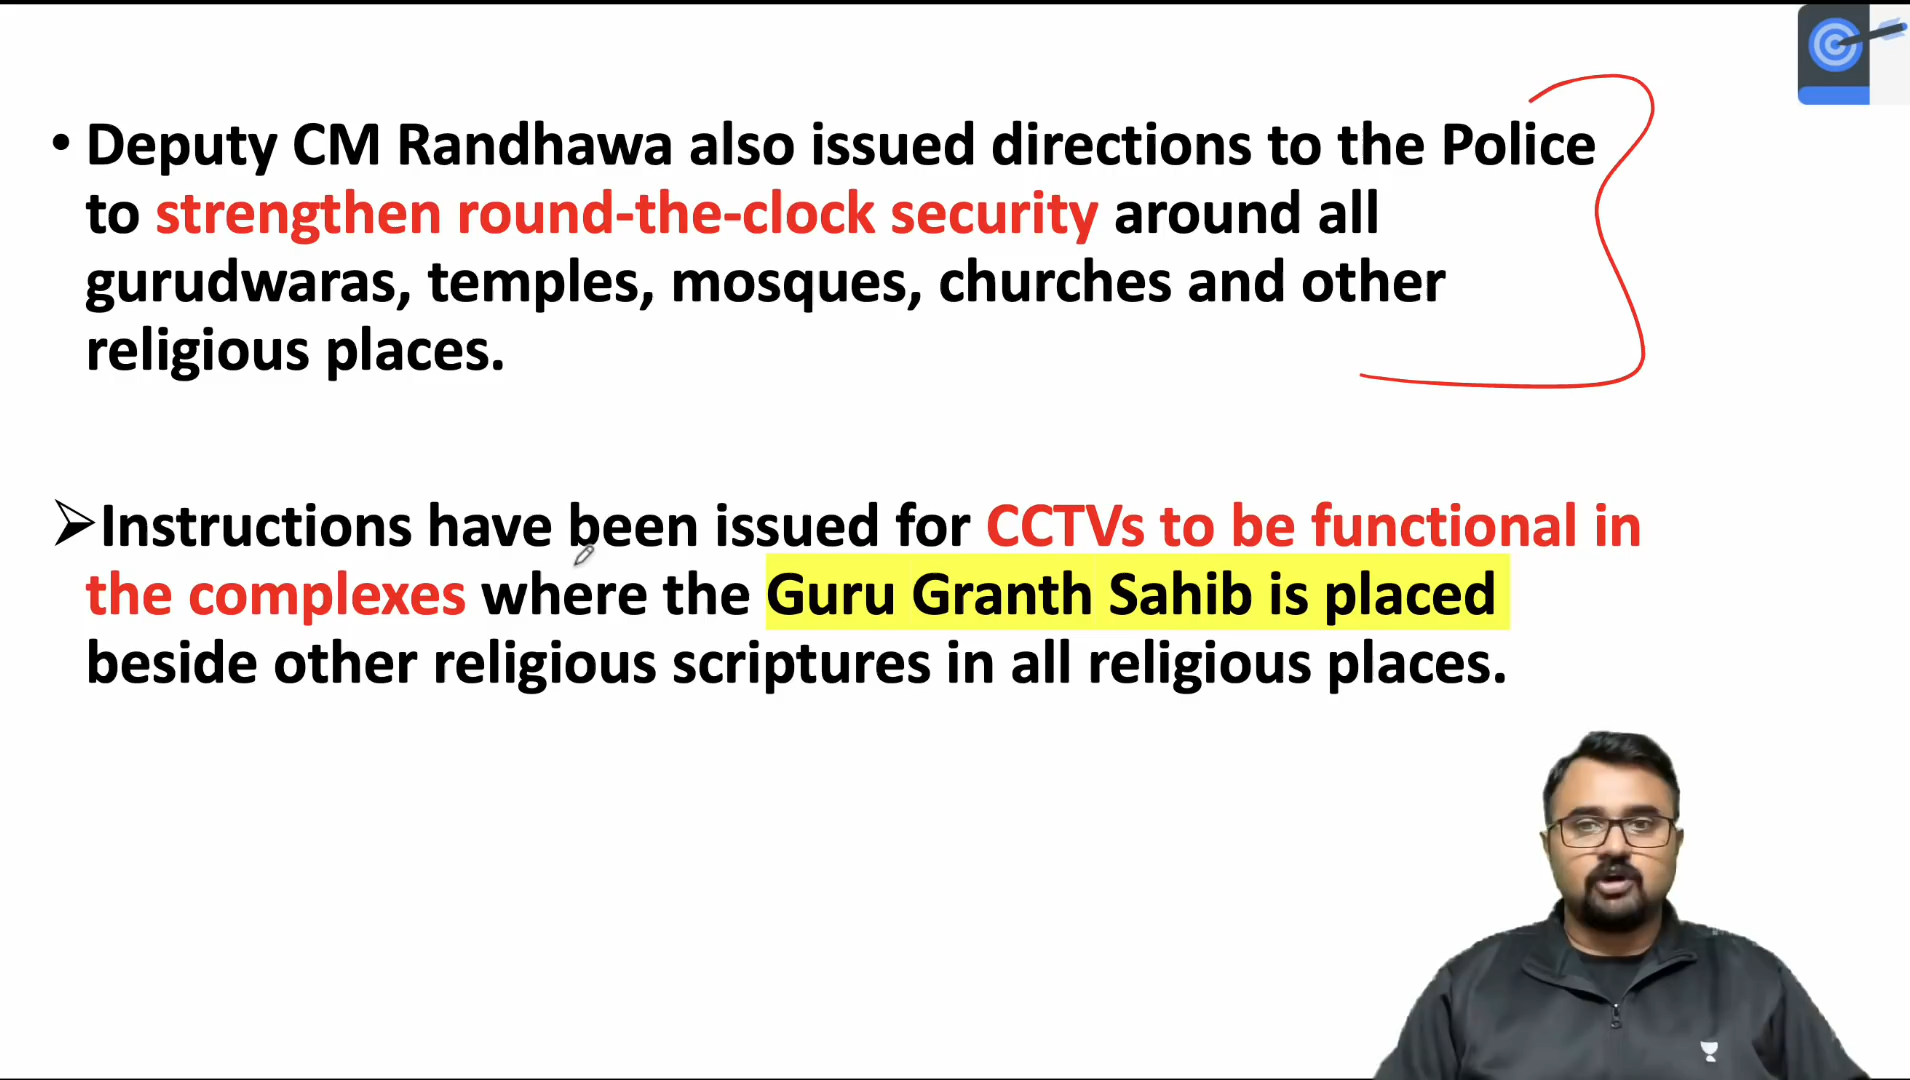 • Deputy CM Randhawa also issued directions to the Police
to strengthen round-the-clock security around all
gurudwaras, temples, mosques, churches and other
religious places.
➢Instructions have been issued for CCTVs to be functional in
the complexes where the Guru Granth Sahib is placed
beside other religious scriptures in all religious places.